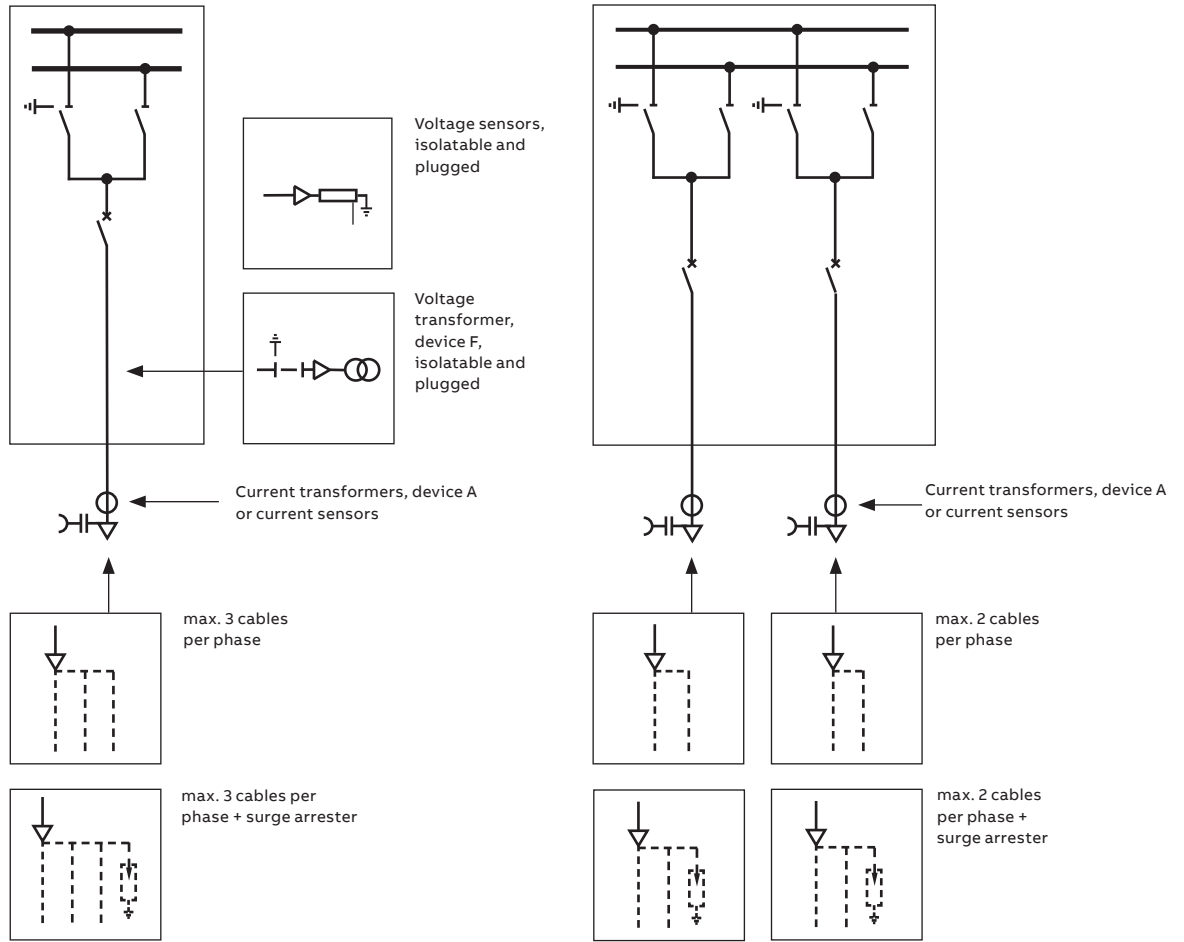 Voltage sensors,
isolatable and
plugged
Voltage
transformer,
device F,
isolatable and
plugged
Current transformers, device A
or current sensors
max. 3 cables
per phase
max. 3 cables per
phase + surge arrester
Current transformers, device A
or current sensors
max. 2 cables
per phase
max. 2 cables
per phase +
surge arrester